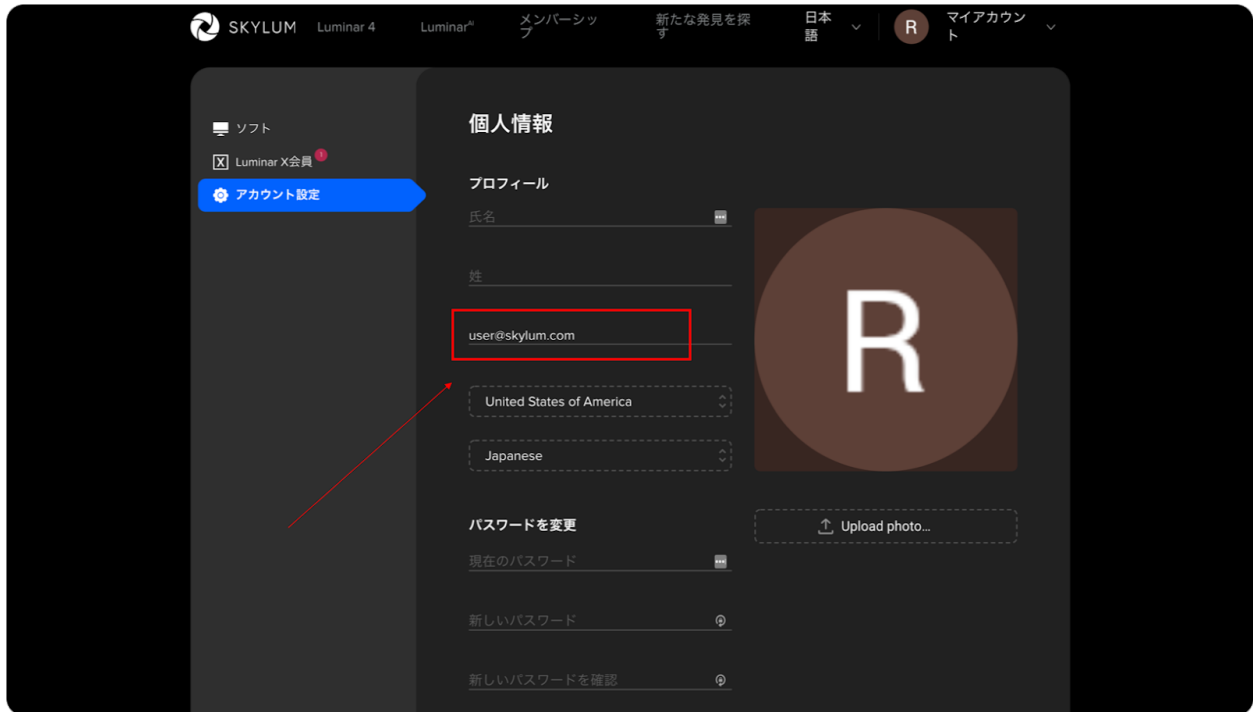 SKYLUM
Luminar 4
Luminar AI
メンバーシッ
プ
新たな発見を探
す
日本
語
R
マイアカウン
ト
ソフト
Luminar X会員
1
アカウント設定
個人情報
プロフィール
氏名
姓
user@skylum.com
United States of America
Japanese
R
Upload photo...
パスワードを変更
現在のパスワード
新しいパスワード
新しいパスワードを確認